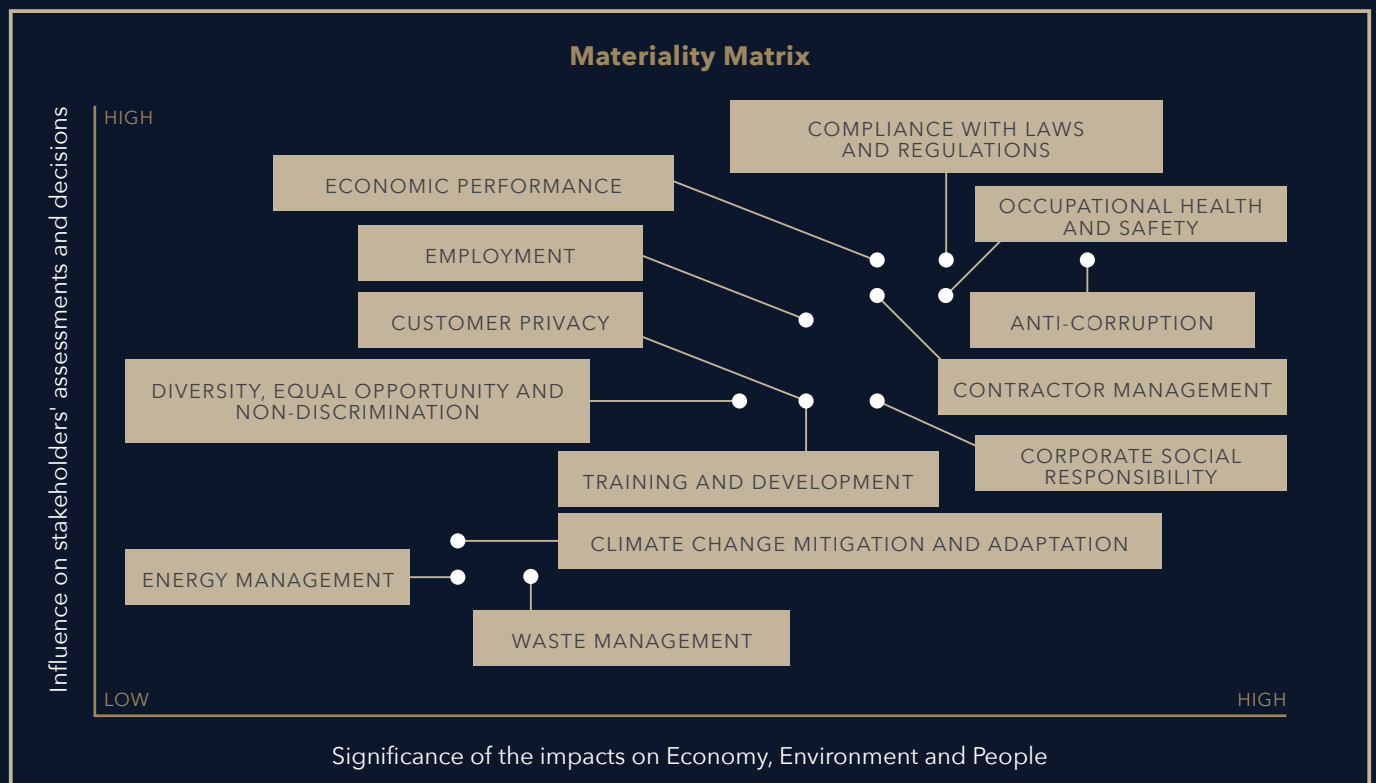 Materiality Matrix
Influence on stakeholders' assessments and decisions
HIGH
COMPLIANCE WITH LAWS
AND REGULATIONS
ECONOMIC PERFORMANCE
OCCUPATIONAL HEALTH
AND SAFETY
EMPLOYMENT
CUSTOMER PRIVACY
ANTI-CORRUPTION
DIVERSITY, EQUAL OPPORTUNITY AND
NON-DISCRIMINATION
CONTRACTOR MANAGEMENT
CORPORATE SOCIAL
RESPONSIBILITY
TRAINING AND DEVELOPMENT
CLIMATE CHANGE MITIGATION AND ADAPTATION
ENERGY MANAGEMENT
WASTE MANAGEMENT
LOW
HIGH
Significance of the impacts on Economy, Environment and People